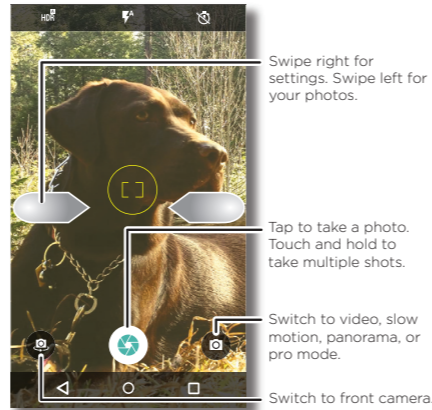 HDR
A
Swipe right for
settings. Swipe left for
your photos.
Tap to take a photo.
Touch and hold to
take multiple shots.
Switch to video, slow
motion, panorama, or
pro mode.
Switch to front camera.